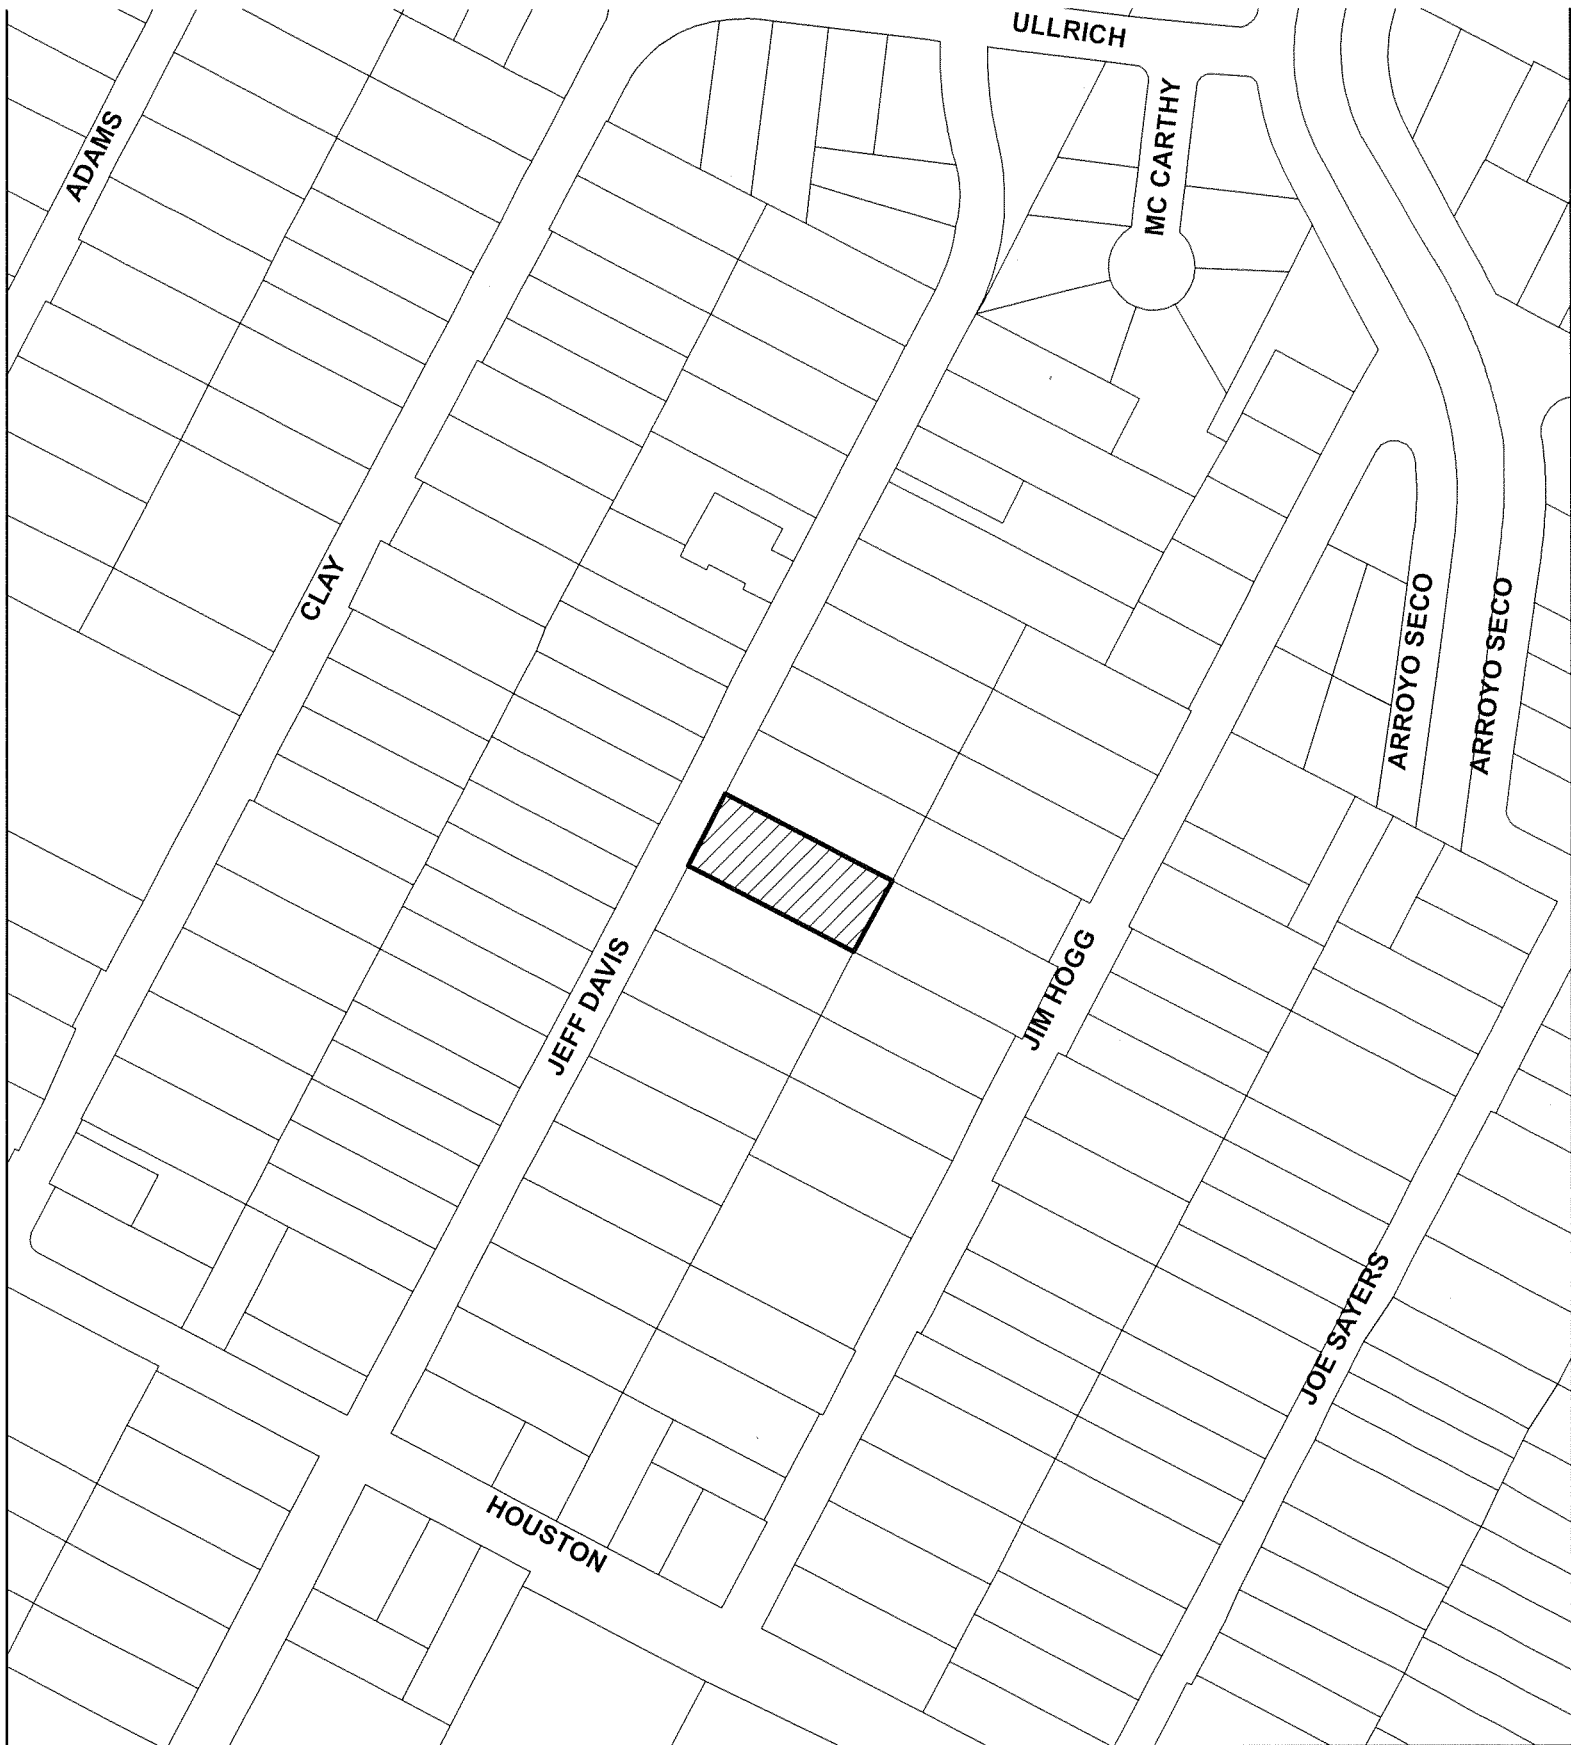 ULLRICH
MC CARTHY
ADAMS
CLAY
ARROYO SECO
ARROYO SECO
JEFF DAVIS
JIM HOGG
JOE SAYERS
HOUSTON